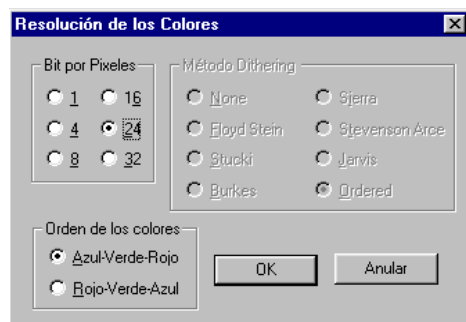 Resolución de los Colores
Bit por Pixeles
1 16
4 24
8 32
Método Dithering
None Sierra
Floyd Stein Stevenson Arce
Stucki Jarvis
Burkes Ordered
Orden de los colores
Azul-Verde-Rojo
Rojo-Verde-Azul
OK Anular